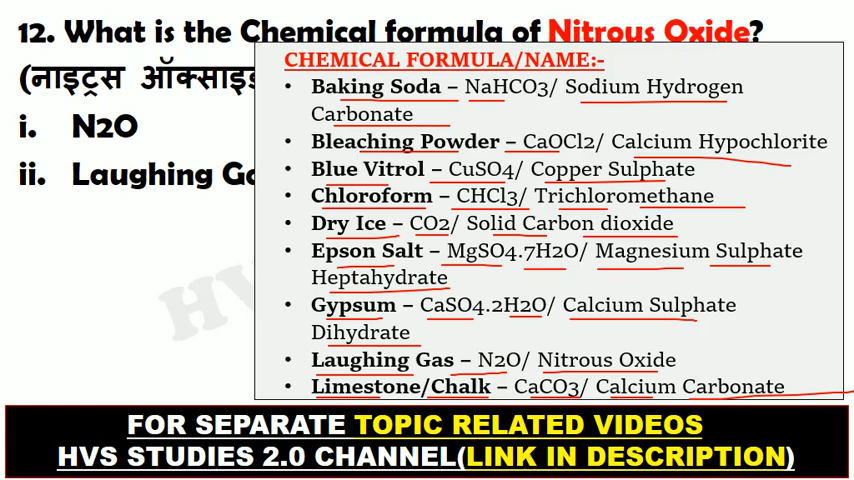 12. What is the Chemical formula of Nitrous Oxide?
(नाइट्रस ऑक्साइड
i. N2O
ii. Laughing Ga
CHEMICAL FORMULA/NAME:-
• Baking Soda – NaHCO3/ Sodium Hydrogen
Carbonate
• Bleaching Powder – CaOCl2/ Calcium Hypochlorite
• Blue Vitrol – CuSO4/ Copper Sulphate
• Chloroform – CHCl3/ Trichloromethane
• Dry Ice – CO2/ Solid Carbon dioxide
• Epson Salt – MgSO4.7H2O/ Magnesium Sulphate
Heptahydrate
• Gypsum – CaSO4.2H2O/ Calcium Sulphate
Dihydrate
• Laughing Gas – N2O/ Nitrous Oxide
• Limestone/Chalk – CaCO3/ Calcium Carbonate
FOR SEPARATE TOPIC RELATED VIDEOS
HVS STUDIES 2.0 CHANNEL(LINK IN DESCRIPTION)